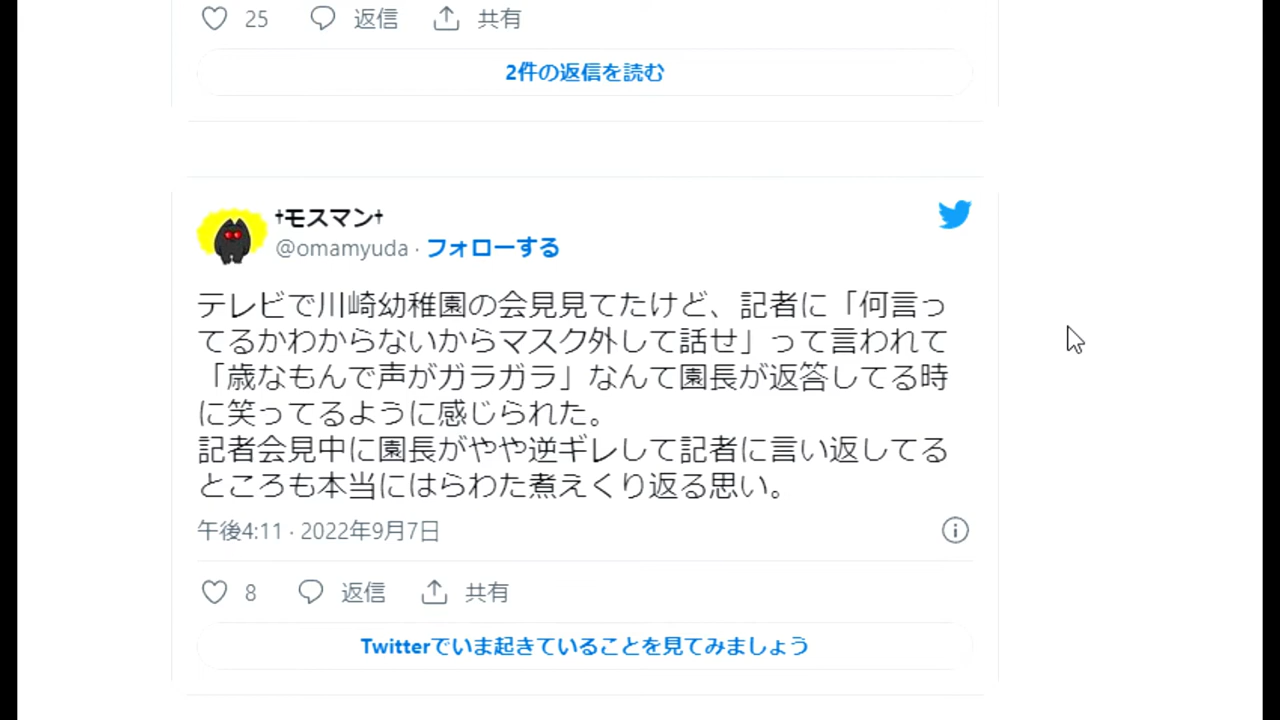 25 返信 共有
2件の返信を読む
†モスマン†
@omamyuda · フォローする
テレビで川崎幼稚園の会見見てたけど、記者に「何言っ
てるかわからないからマスク外して話せ」って言われて
「歳なもんで声がガラガラ」なんて園長が返答してる時
に笑ってるように感じられた。
記者会見中に園長がやや逆ギレして記者に言い返してる
ところも本当にはらわた煮えくり返る思い。
午後4:11 · 2022年9月7日
8 返信 共有
Twitterでいま起きていることを見てみましょう